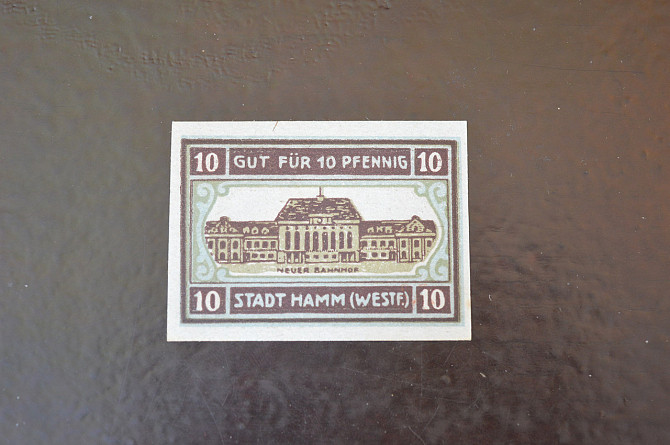 10 GUT FÜR 10 PFENNIG 10
NEUER BAHNHOF
10 STADT HAMM (WESTF.) 10